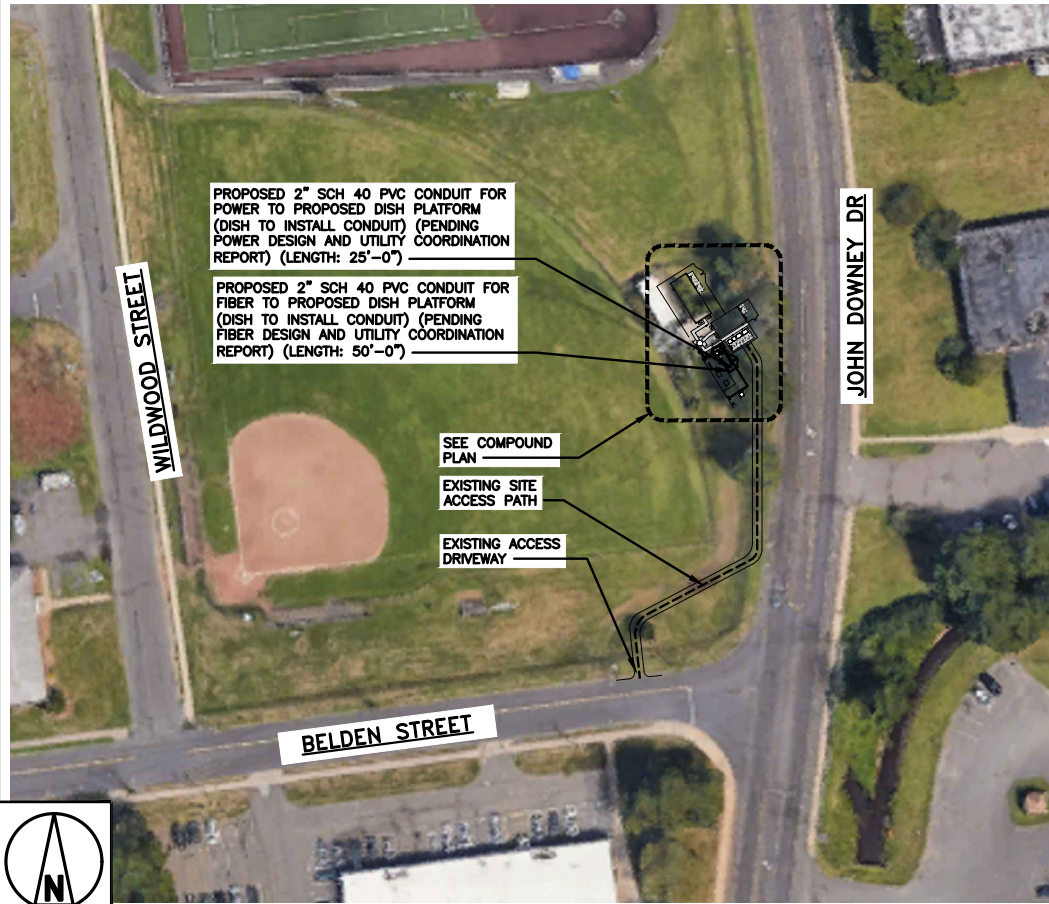 PROPOSED 2" SCH 40 PVC CONDUIT FOR
POWER TO PROPOSED DISH PLATFORM
(DISH TO INSTALL CONDUIT) (PENDING
POWER DESIGN AND UTILITY COORDINATION
REPORT) (LENGTH: 25'-0")
PROPOSED 2" SCH 40 PVC CONDUIT FOR
FIBER TO PROPOSED DISH PLATFORM
(DISH TO INSTALL CONDUIT) (PENDING
FIBER DESIGN AND UTILITY COORDINATION
REPORT) (LENGTH: 50'-0")
WILDWOOD STREET
JOHN DOWNEY DR
SEE COMPOUND
PLAN
EXISTING SITE
ACCESS PATH
EXISTING ACCESS
DRIVEWAY
BELDEN STREET
N